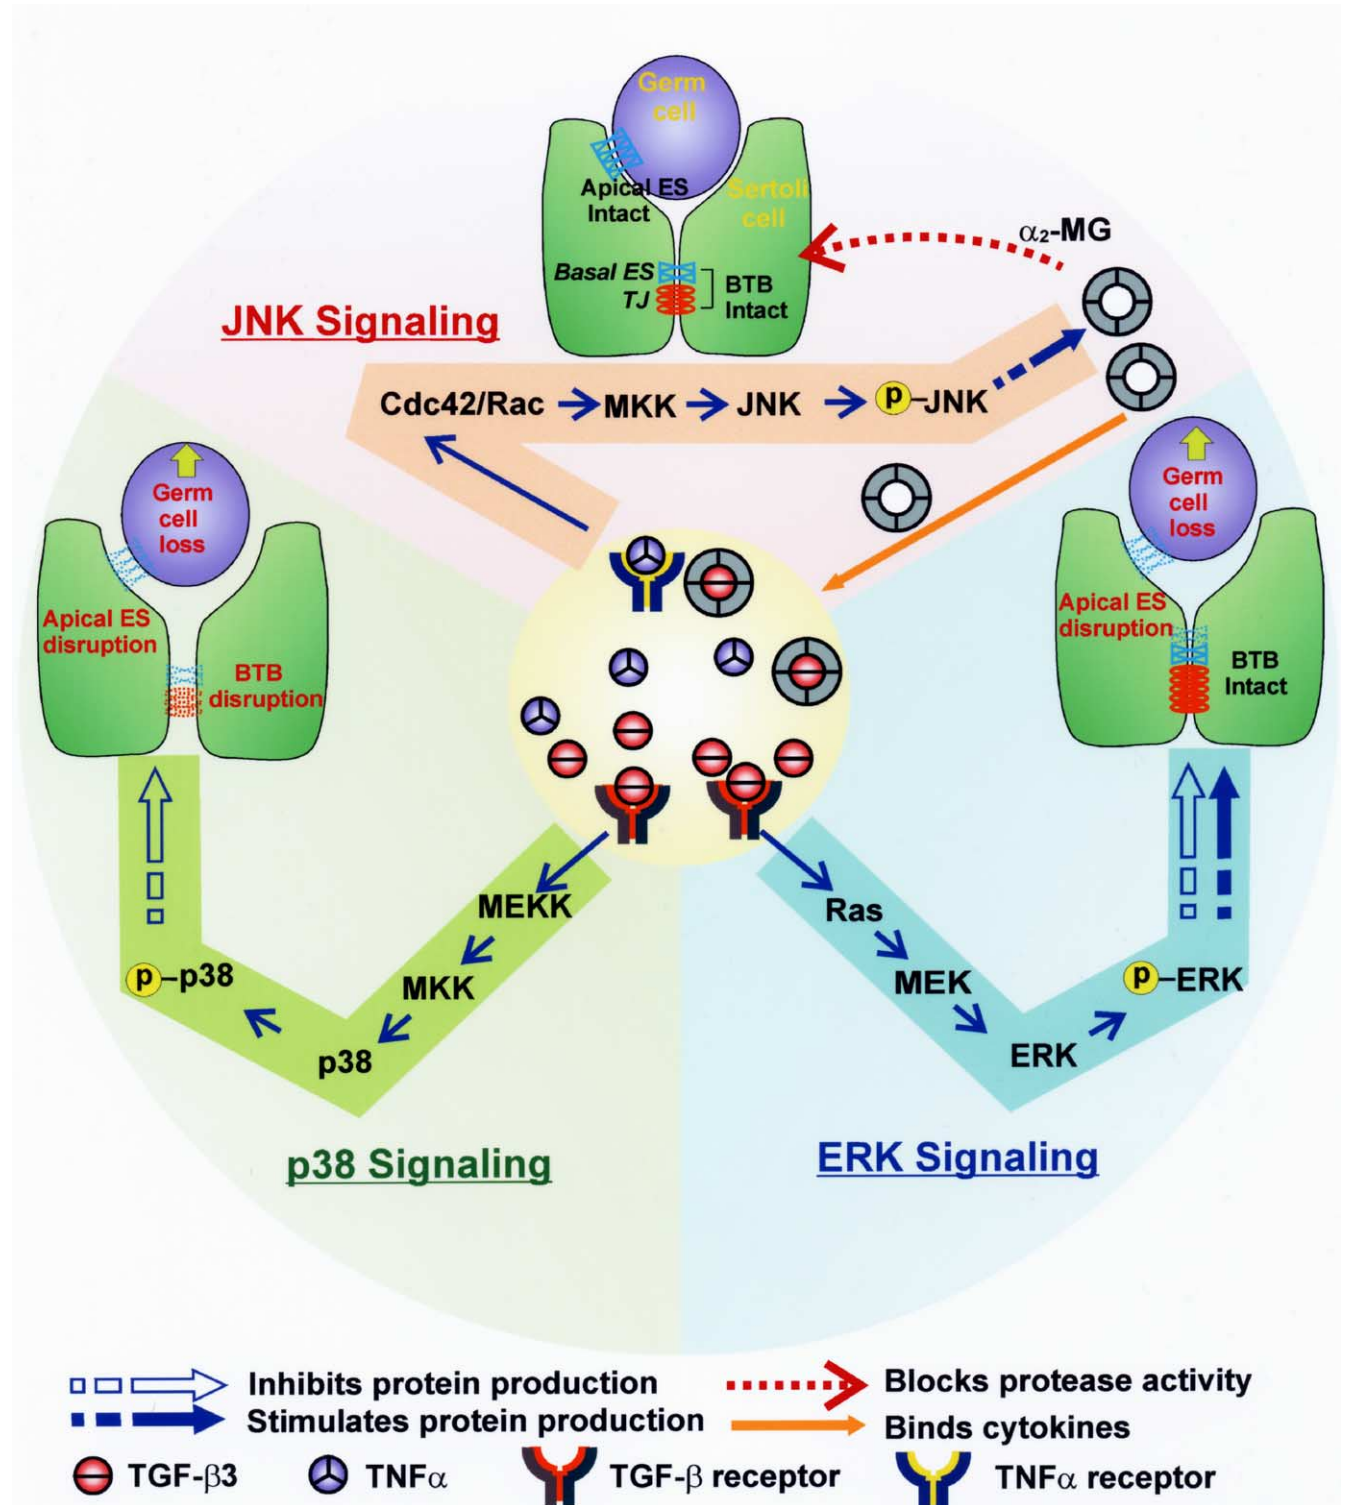 Germ
cell
Apical ES
Intact
Sertoli
cell
α₂-MG
Basal ES
TJ
BTB
Intact
JNK Signaling
Cdc42/Rac
MKK
JNK
p-JNK
Germ
cell
loss
Apical ES
disruption
BTB
disruption
Germ
cell
loss
Apical ES
disruption
BTB
Intact
MEKK
MKK
p38
p-p38
Ras
MEK
ERK
p-ERK
p38 Signaling
ERK Signaling
Inhibits protein production
Stimulates protein production
Blocks protease activity
Binds cytokines
TGF-β3
TNFα
TGF-β receptor
TNFα receptor